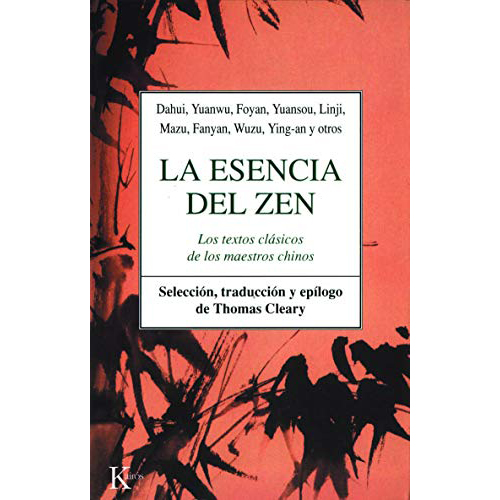 Dahui, Yuanwu, Foyan, Yuansou, Linji,
Mazu, Fanyan, Wuzu, Ying-an y otros
LA ESENCIA
DEL ZEN
Los textos clásicos
de los maestros chinos
Selección, traducción y epílogo
de Thomas Cleary
Kairós